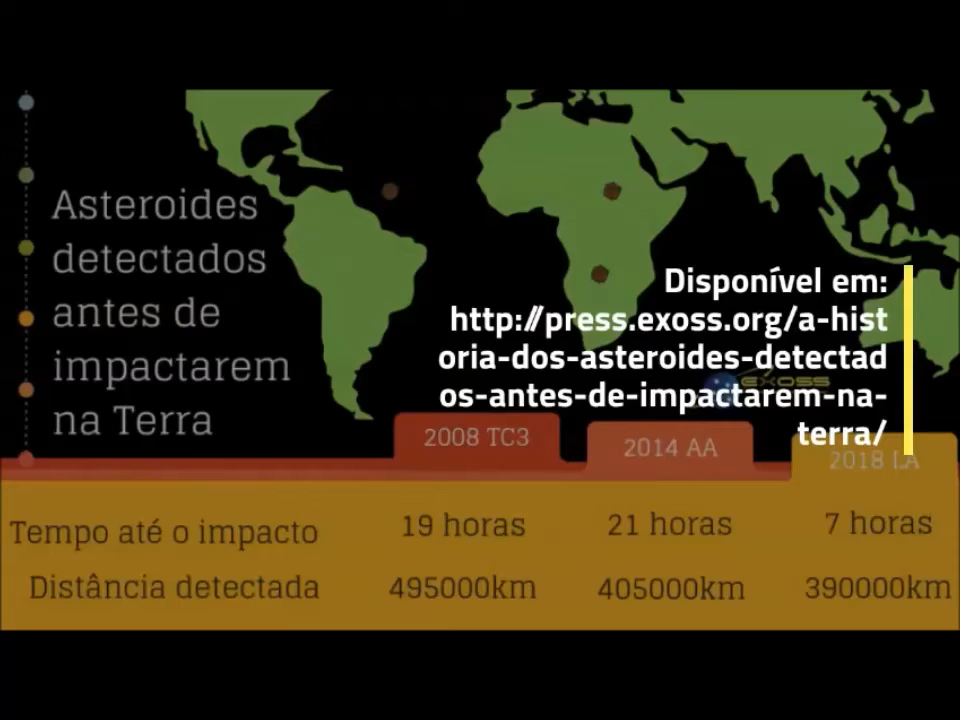 Asteroides
detectados
antes de
impactarem
na Terra
Disponível em:
http://press.exoss.org/a-hist
oria-dos-asteroides-detectad
os-antes-de-impactarem-na-
terra/
EXOSS
2008 TC3
2014 AA
2018 LA
Tempo até o impacto 19 horas 21 horas 7 horas
Distância detectada 495000km 405000km 390000km